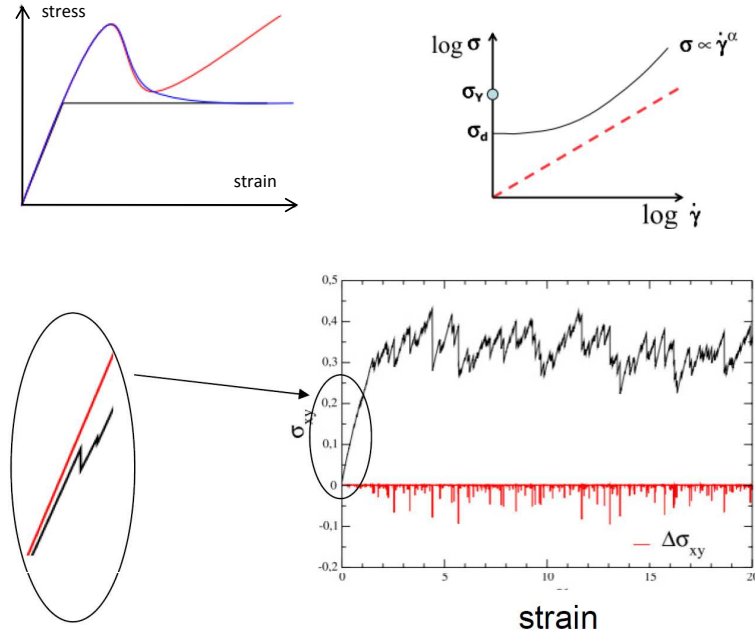 stress
strain
log σ
σ ∝ γ̇^α
σ_Y
σ_d
log γ̇
0,5
0,4
0,3
0,2
0,1
0
-0,1
-0,2
σ_xy
Δσ_xy
0 5 10 15 20
strain